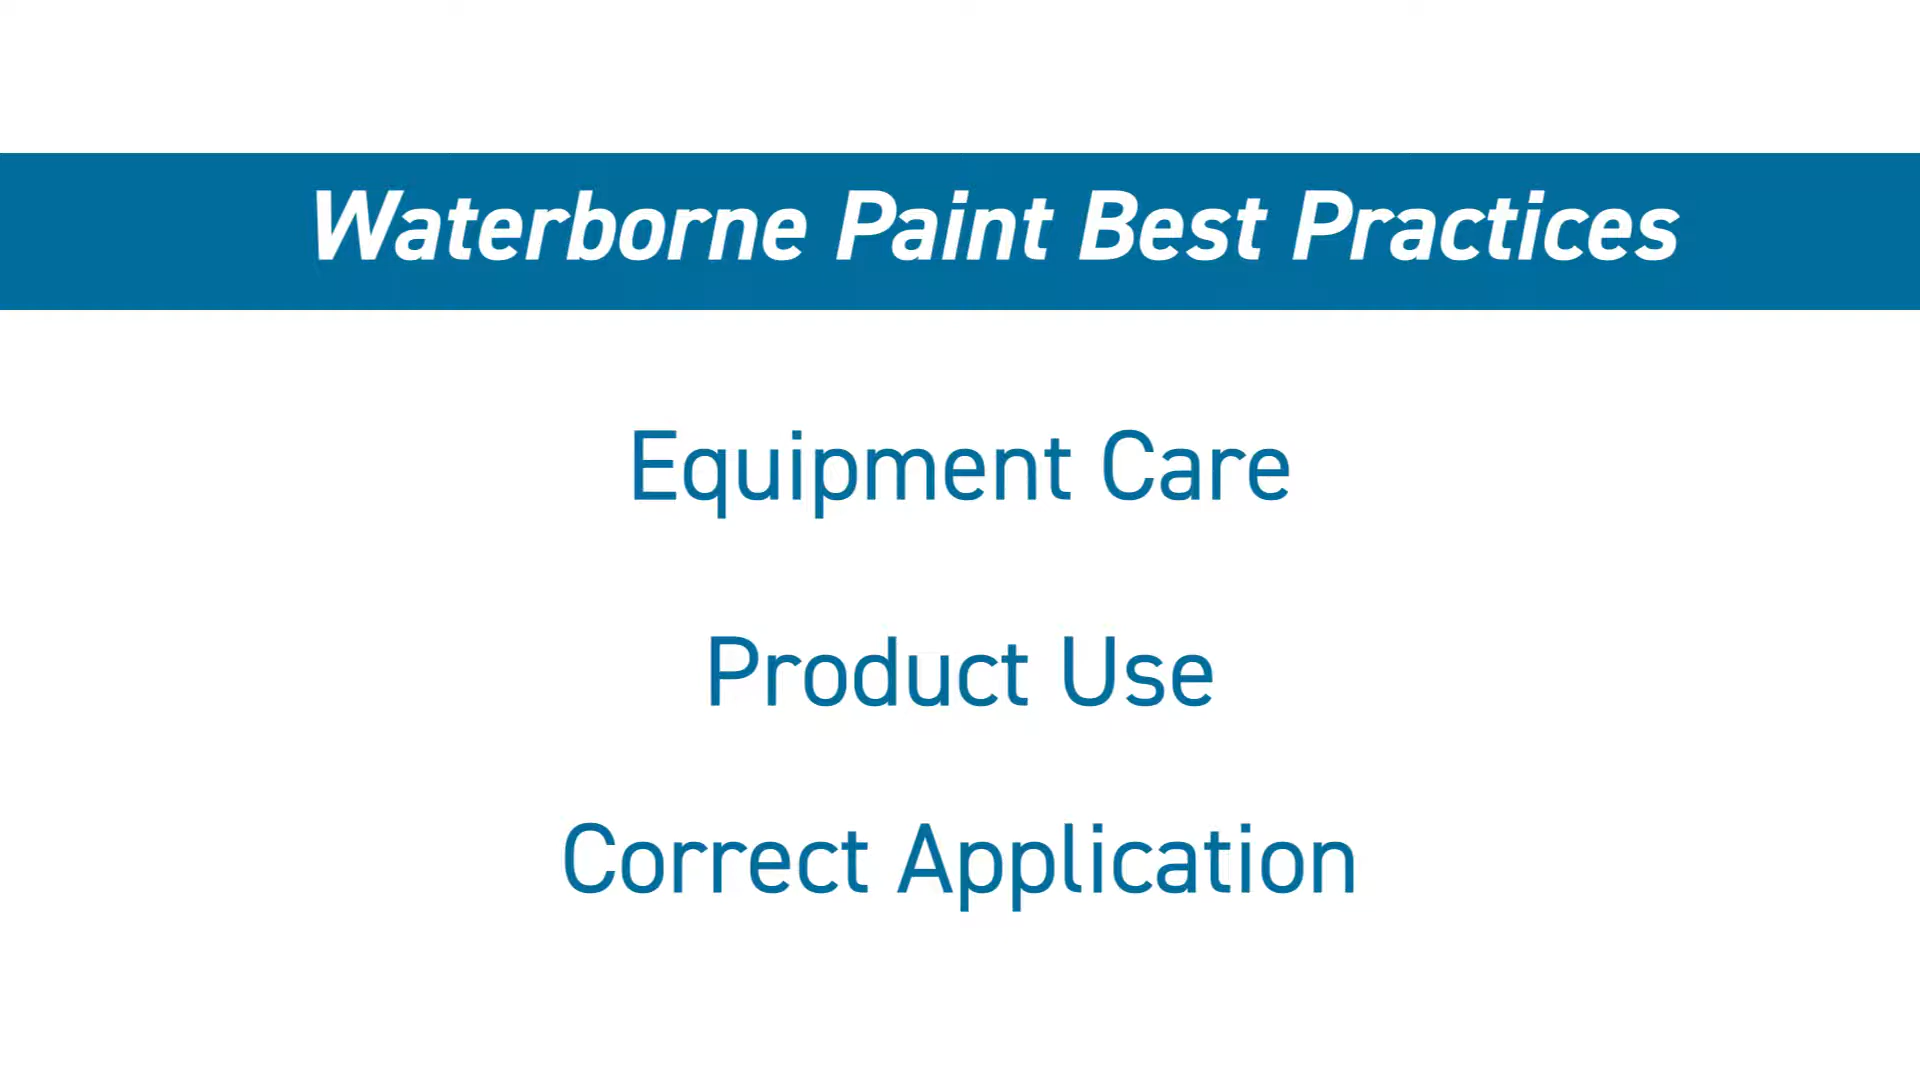 Waterborne Paint Best Practices
Equipment Care
Product Use
Correct Application